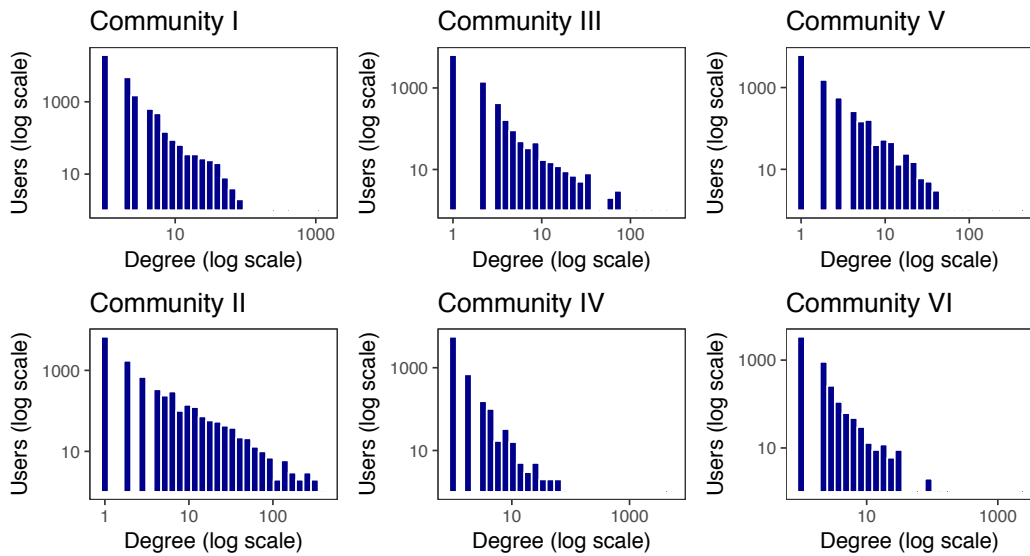 Community I
Users (log scale)
1000
10
10
1000
Degree (log scale)
Community III
Users (log scale)
1000
10
1
10
100
Degree (log scale)
Community V
Users (log scale)
1000
10
1
10
100
Degree (log scale)
Community II
Users (log scale)
1000
10
1
10
100
Degree (log scale)
Community IV
Users (log scale)
1000
10
10
1000
Degree (log scale)
Community VI
Users (log scale)
1000
10
10
1000
Degree (log scale)